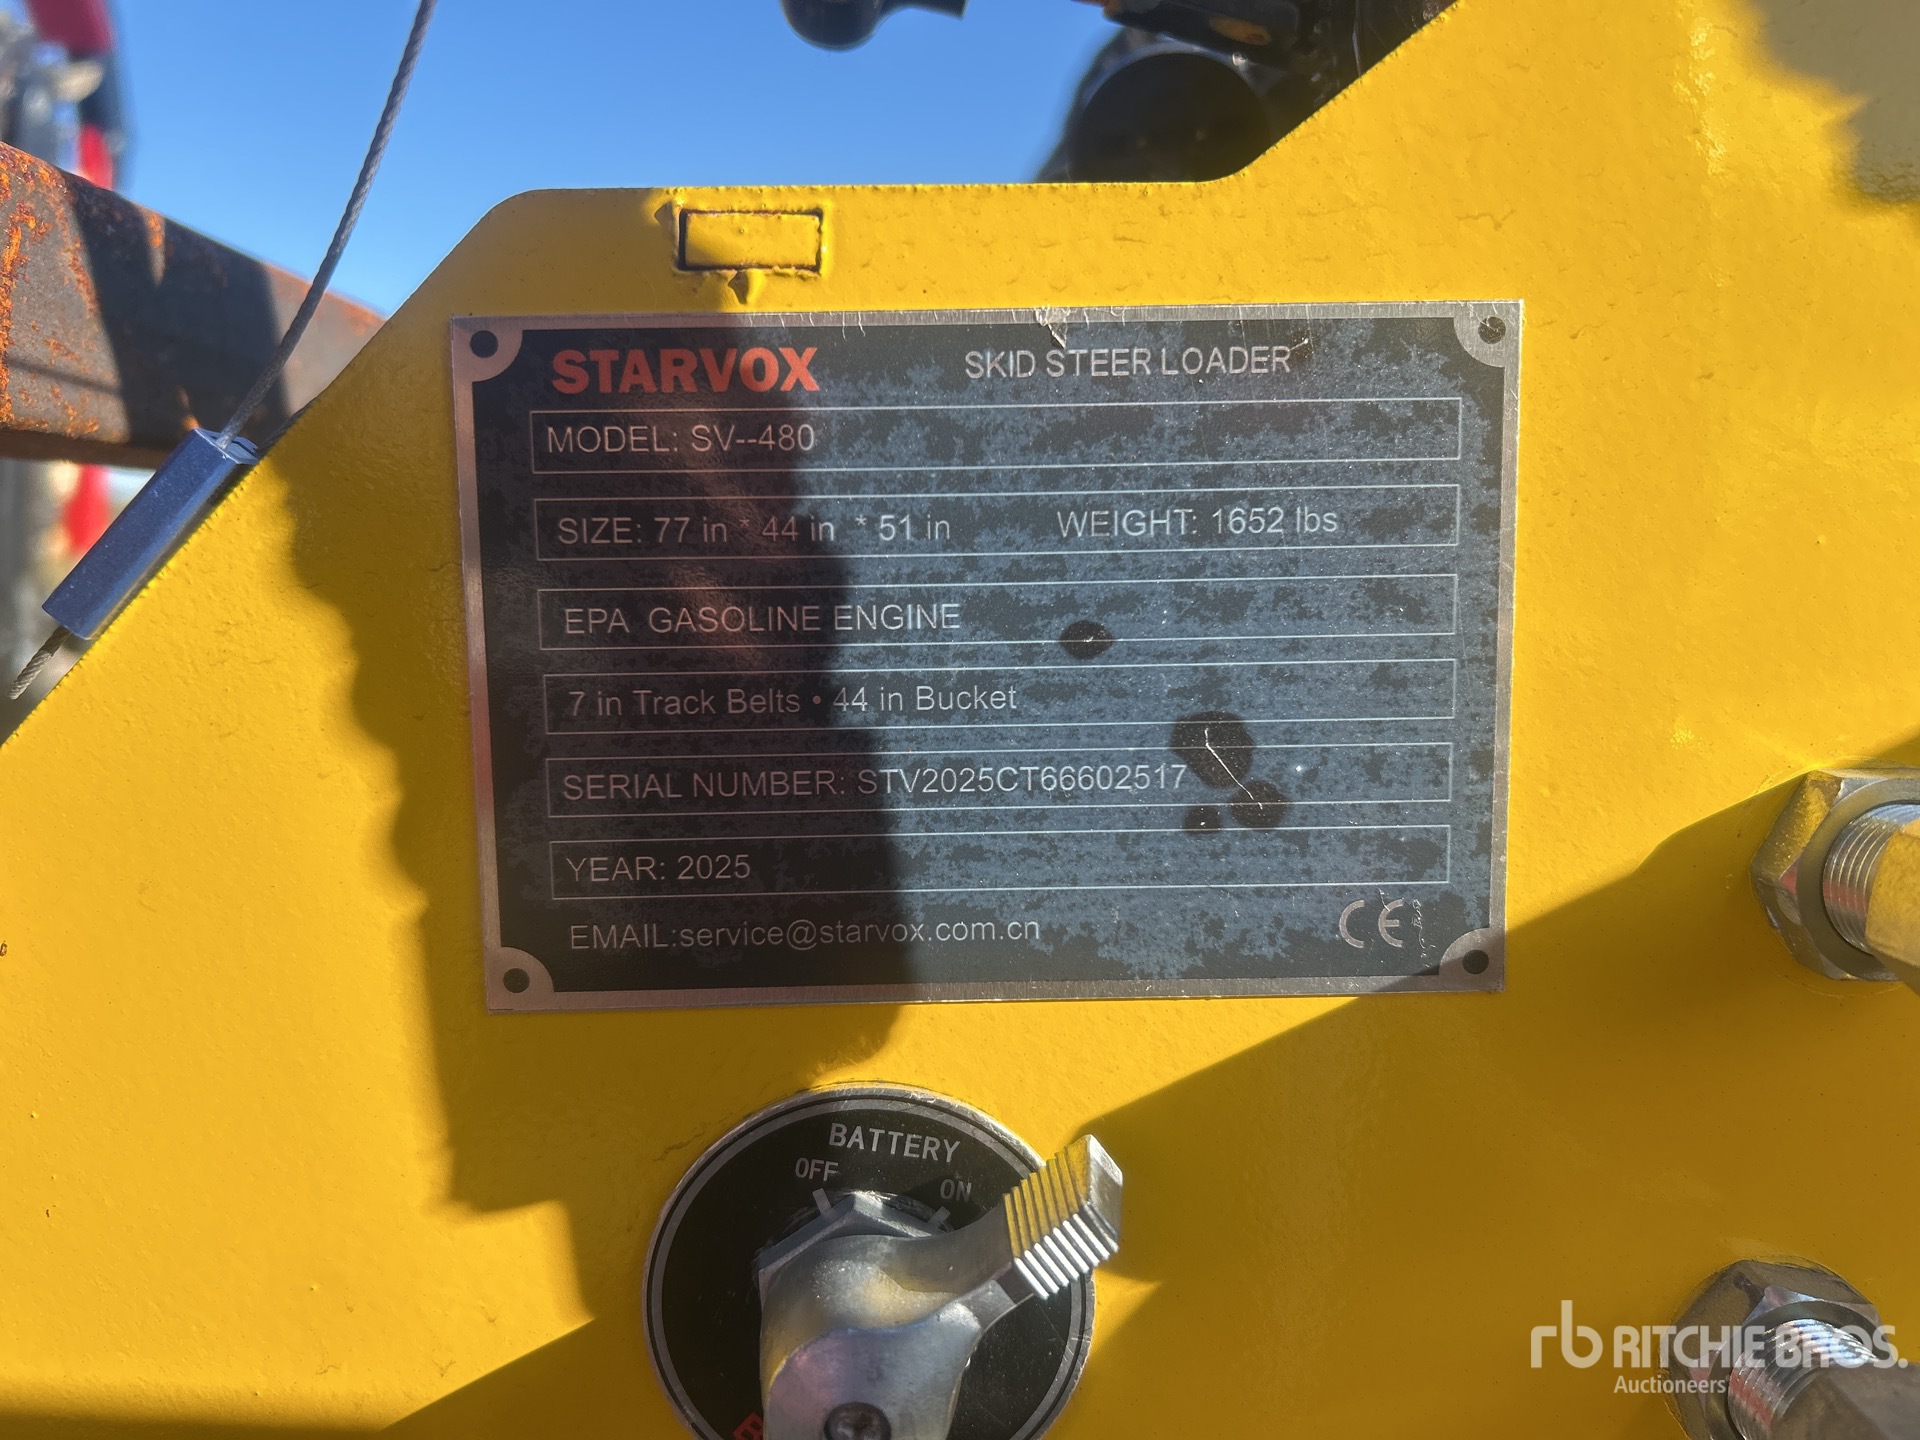 STARVOX SKID STEER LOADER
MODEL: SV--480
SIZE: 77 in * 44 in * 51 in WEIGHT: 1652 lbs
EPA GASOLINE ENGINE
7 in Track Belts • 44 in Bucket
SERIAL NUMBER: STV2025CT66602517
YEAR: 2025
EMAIL:service@starvox.com.cn CE
BATTERY
OFF ON
rb RITCHIE BROS.
Auctioneers